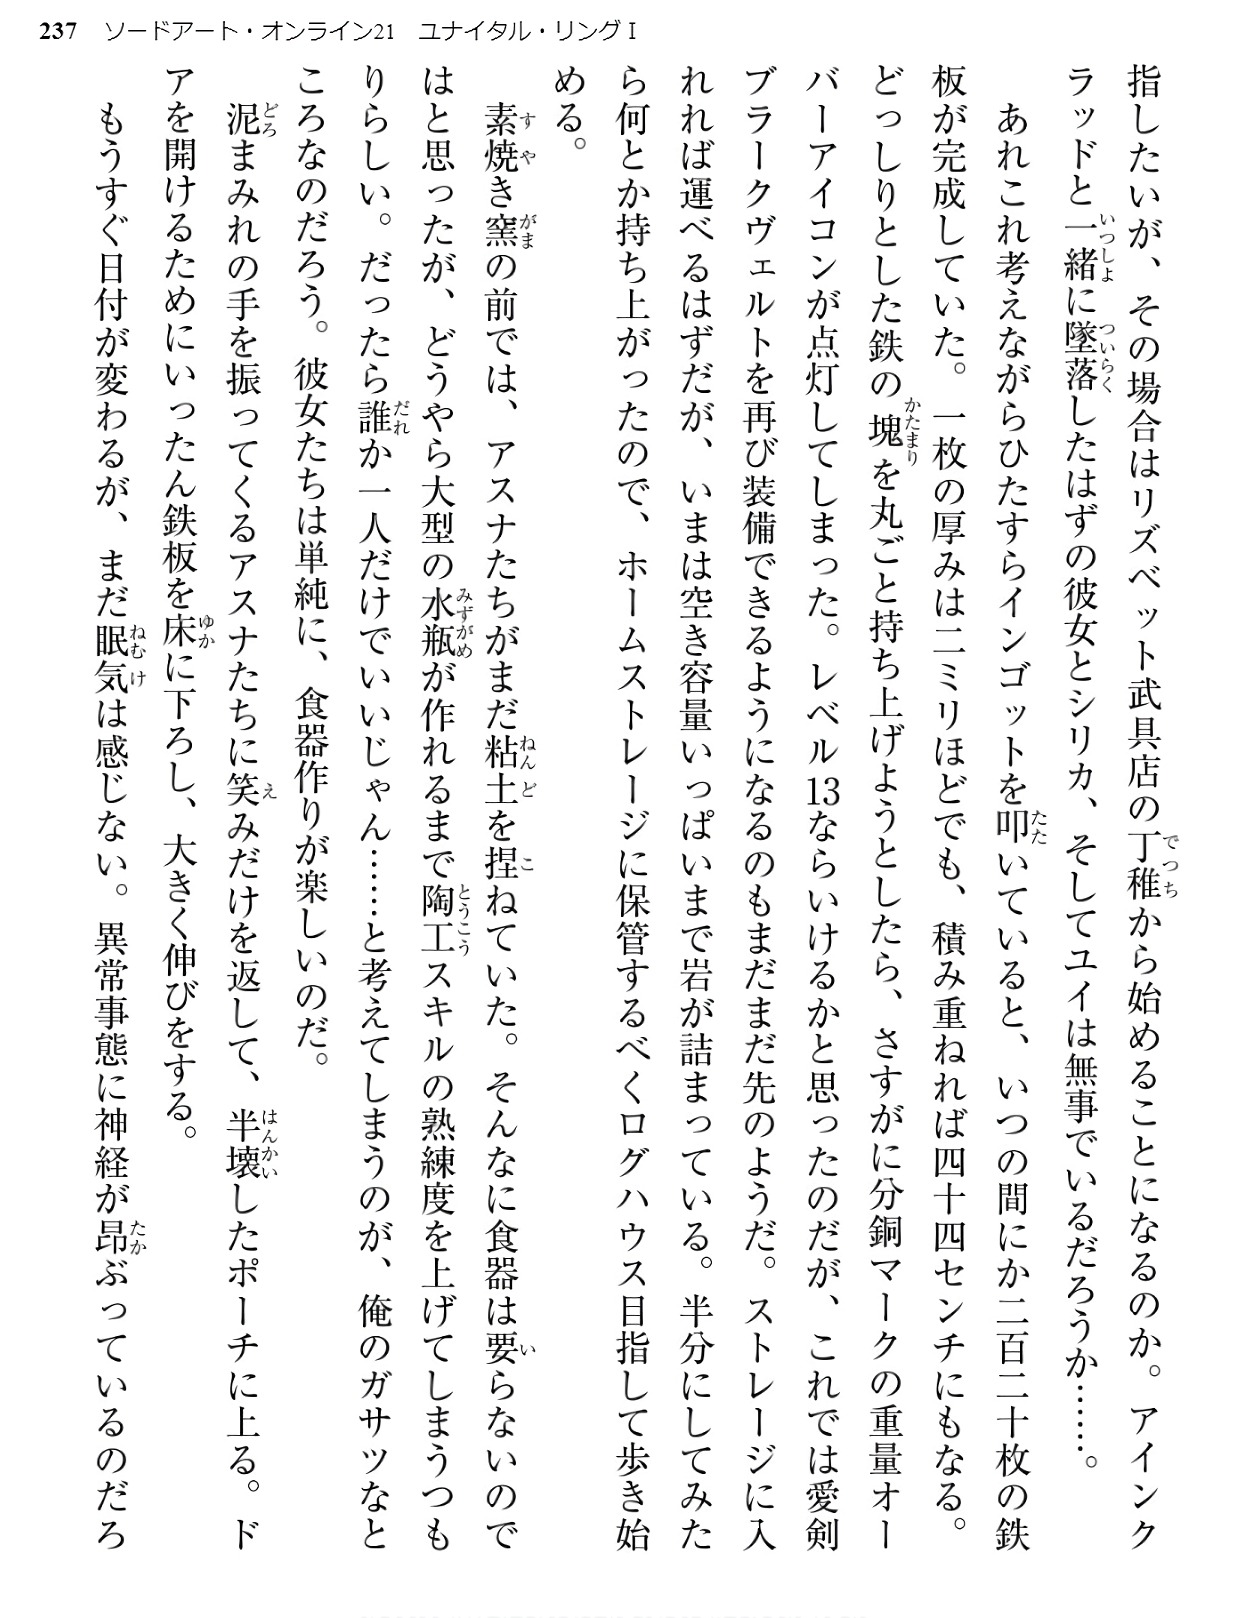 237 ソードアート・オンライン21 ユナイタル・リングⅠ
指したいが、その場合はリズベット武具店の丁稚から始めることになるのか。アインク
ラッドと一緒に墜落したはずの彼女とシリカ、そしてユイは無事でいるだろうか……。
　あれこれ考えながらひたすらインゴットを叩いていると、いつの間にか二百二十枚の鉄
板が完成していた。一枚の厚みは二ミリほどでも、積み重ねれば四十四センチにもなる。
どっしりとした鉄の塊を丸ごと持ち上げようとしたら、さすがに分銅マークの重量オー
バーアイコンが点灯してしまった。レベル13ならいけるかと思ったのだが、これでは愛剣
ブラークヴェルトを再び装備できるようになるのもまだまだ先のようだ。ストレージに入
れれば運べるはずだが、いまは空き容量いっぱいまで岩が詰まっている。半分にしてみた
ら何とか持ち上がったので、ホームストレージに保管するべくログハウス目指して歩き始
める。
　素焼き窯の前では、アスナたちがまだ粘土を捏ねていた。そんなに食器は要らないので
はと思ったが、どうやら大型の水瓶が作れるまで陶工スキルの熟練度を上げてしまうつも
りらしい。だったら誰か一人だけでいいじゃん……と考えてしまうのが、俺のガサツなと
ころなのだろう。彼女たちは単純に、食器作りが楽しいのだ。
　泥まみれの手を振ってくるアスナたちに笑みだけを返して、半壊したポーチに上る。ド
アを開けるためにいったん鉄板を床に下ろし、大きく伸びをする。
　もうすぐ日付が変わるが、まだ眠気は感じない。異常事態に神経が昂ぶっているのだろ